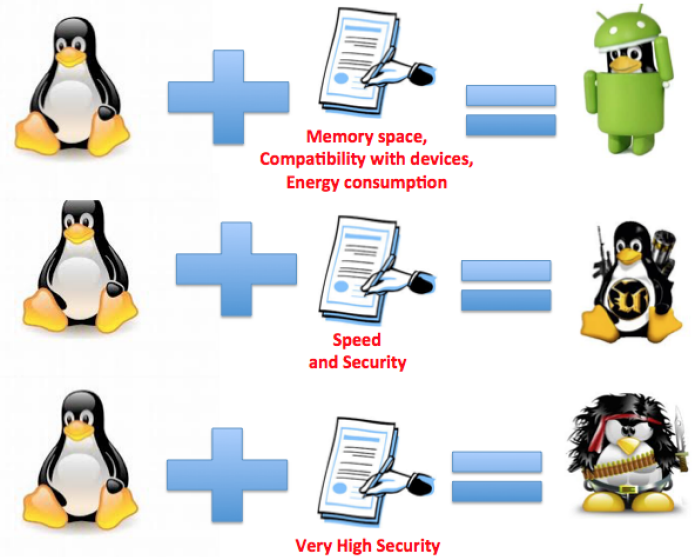 Memory space,
Compatibility with devices,
Energy consumption
Speed
and Security
Very High Security